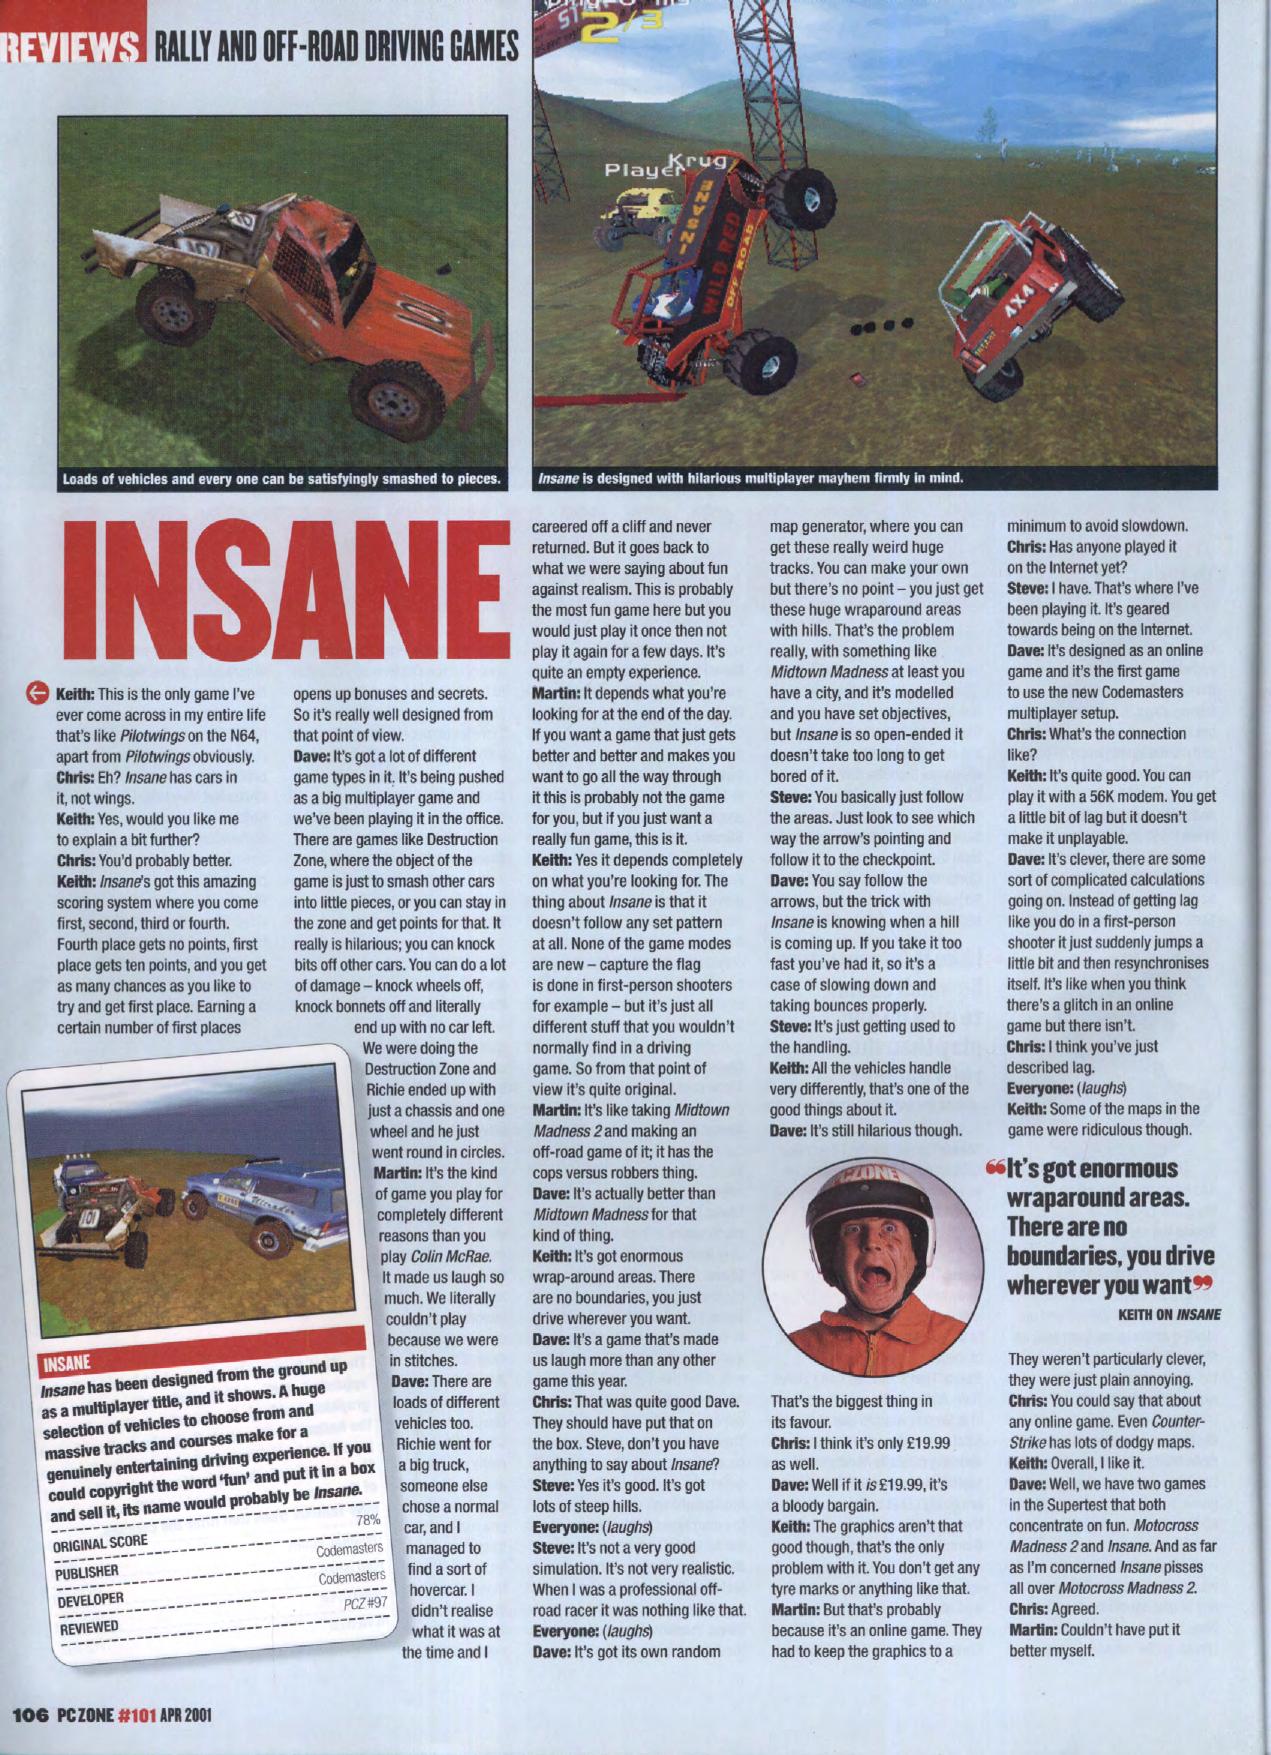 REVIEWS RALLY AND OFF-ROAD DRIVING GAMES
2/3
Player Krug
INSANE
WILD RED
OFF ROAD
4X4
101
Loads of vehicles and every one can be satisfyingly smashed to pieces.
Insane is designed with hilarious multiplayer mayhem firmly in mind.
INSANE
Keith: This is the only game I've
ever come across in my entire life
that's like Pilotwings on the N64,
apart from Pilotwings obviously.
Chris: Eh? Insane has cars in
it, not wings.
Keith: Yes, would you like me
to explain a bit further?
Chris: You'd probably better.
Keith: Insane's got this amazing
scoring system where you come
first, second, third or fourth.
Fourth place gets no points, first
place gets ten points, and you get
as many chances as you like to
try and get first place. Earning a
certain number of first places
opens up bonuses and secrets.
So it's really well designed from
that point of view.
Dave: It's got a lot of different
game types in it. It's being pushed
as a big multiplayer game and
we've been playing it in the office.
There are games like Destruction
Zone, where the object of the
game is just to smash other cars
into little pieces, or you can stay in
the zone and get points for that. It
really is hilarious; you can knock
bits off other cars. You can do a lot
of damage – knock wheels off,
knock bonnets off and literally
end up with no car left.
We were doing the
Destruction Zone and
Richie ended up with
just a chassis and one
wheel and he just
went round in circles.
Martin: It's the kind
of game you play for
completely different
reasons than you
play Colin McRae.
It made us laugh so
much. We literally
couldn't play
because we were
in stitches.
Dave: There are
loads of different
vehicles too.
Richie went for
a big truck,
someone else
chose a normal
car, and I
managed to
find a sort of
hovercar. I
didn't realise
what it was at
the time and I
careered off a cliff and never
returned. But it goes back to
what we were saying about fun
against realism. This is probably
the most fun game here but you
would just play it once then not
play it again for a few days. It's
quite an empty experience.
Martin: It depends what you're
looking for at the end of the day.
If you want a game that just gets
better and better and makes you
want to go all the way through
it this is probably not the game
for you, but if you just want a
really fun game, this is it.
Keith: Yes it depends completely
on what you're looking for. The
thing about Insane is that it
doesn't follow any set pattern
at all. None of the game modes
are new – capture the flag
is done in first-person shooters
for example – but it's just all
different stuff that you wouldn't
normally find in a driving
game. So from that point of
view it's quite original.
Martin: It's like taking Midtown
Madness 2 and making an
off-road game of it; it has the
cops versus robbers thing.
Dave: It's actually better than
Midtown Madness for that
kind of thing.
Keith: It's got enormous
wrap-around areas. There
are no boundaries, you just
drive wherever you want.
Dave: It's a game that's made
us laugh more than any other
game this year.
Chris: That was quite good Dave.
They should have put that on
the box. Steve, don't you have
anything to say about Insane?
Steve: Yes it's good. It's got
lots of steep hills.
Everyone: (laughs)
Steve: It's not a very good
simulation. It's not very realistic.
When I was a professional off-
road racer it was nothing like that.
Everyone: (laughs)
Dave: It's got its own random
map generator, where you can
get these really weird huge
tracks. You can make your own
but there's no point – you just get
these huge wraparound areas
with hills. That's the problem
really, with something like
Midtown Madness at least you
have a city, and it's modelled
and you have set objectives,
but Insane is so open-ended it
doesn't take too long to get
bored of it.
Steve: You basically just follow
the areas. Just look to see which
way the arrow's pointing and
follow it to the checkpoint.
Dave: You say follow the
arrows, but the trick with
Insane is knowing when a hill
is coming up. If you take it too
fast you've had it, so it's a
case of slowing down and
taking bounces properly.
Steve: It's just getting used to
the handling.
Keith: All the vehicles handle
very differently, that's one of the
good things about it.
Dave: It's still hilarious though.
PCZONE
That's the biggest thing in
its favour.
Chris: I think it's only £19.99
as well.
Dave: Well if it is £19.99, it's
a bloody bargain.
Keith: The graphics aren't that
good though, that's the only
problem with it. You don't get any
tyre marks or anything like that.
Martin: But that's probably
because it's an online game. They
had to keep the graphics to a
minimum to avoid slowdown.
Chris: Has anyone played it
on the Internet yet?
Steve: I have. That's where I've
been playing it. It's geared
towards being on the Internet.
Dave: It's designed as an online
game and it's the first game
to use the new Codemasters
multiplayer setup.
Chris: What's the connection
like?
Keith: It's quite good. You can
play it with a 56K modem. You get
a little bit of lag but it doesn't
make it unplayable.
Dave: It's clever, there are some
sort of complicated calculations
going on. Instead of getting lag
like you do in a first-person
shooter it just suddenly jumps a
little bit and then resynchronises
itself. It's like when you think
there's a glitch in an online
game but there isn't.
Chris: I think you've just
described lag.
Everyone: (laughs)
Keith: Some of the maps in the
game were ridiculous though.
“It's got enormous
wraparound areas.
There are no
boundaries, you drive
wherever you want”
KEITH ON INSANE
They weren't particularly clever,
they were just plain annoying.
Chris: You could say that about
any online game. Even Counter-
Strike has lots of dodgy maps.
Keith: Overall, I like it.
Dave: Well, we have two games
in the Supertest that both
concentrate on fun. Motocross
Madness 2 and Insane. And as far
as I'm concerned Insane pisses
all over Motocross Madness 2.
Chris: Agreed.
Martin: Couldn't have put it
better myself.
101
INSANE
Insane has been designed from the ground up
as a multiplayer title, and it shows. A huge
selection of vehicles to choose from and
massive tracks and courses make for a
genuinely entertaining driving experience. If you
could copyright the word 'fun' and put it in a box
and sell it, its name would probably be Insane.
ORIGINAL SCORE 78%
PUBLISHER Codemasters
DEVELOPER Codemasters
REVIEWED PCZ #97
106 PCZONE #101 APR 2001